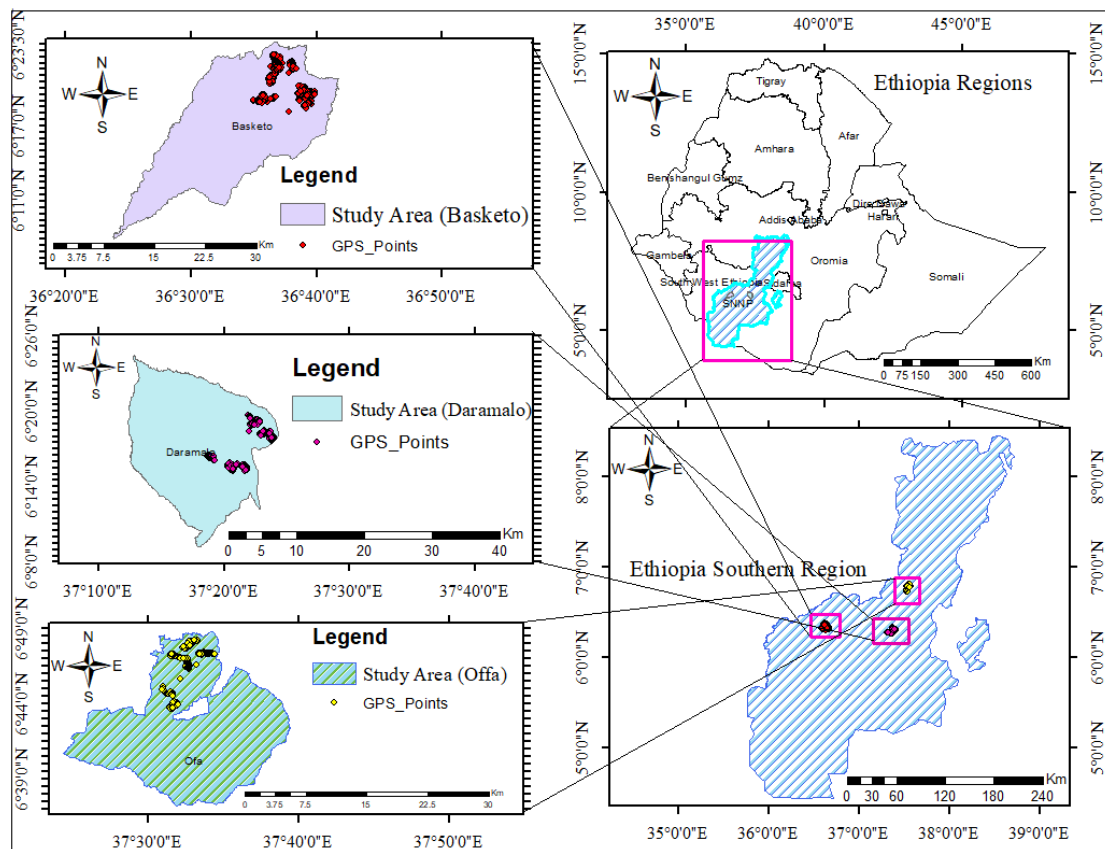 6°23'30"N
6°17'0"N
6°11'0"N
N
W E
S
Basketo
Legend
Study Area (Basketo)
GPS_Points
Km
0 3.75 7.5 15 22.5 30
36°20'0"E 36°30'0"E 36°40'0"E 36°50'0"E
6°26'0"N
6°20'0"N
6°14'0"N
6°8'0"N
N
W E
S
Daramalo
Legend
Study Area (Daramalo)
GPS_Points
Km
0 5 10 20 30 40
37°10'0"E 37°20'0"E 37°30'0"E 37°40'0"E
6°49'0"N
6°44'0"N
6°39'0"N
N
W E
S
Ofa
Legend
Study Area (Offa)
GPS_Points
Km
0 3.75 7.5 15 22.5 30
37°30'0"E 37°40'0"E 37°50'0"E
35°0'0"E 40°0'0"E 45°0'0"E
15°0'0"N
10°0'0"N
5°0'0"N
N
W E
S
Ethiopia Regions
Tigray
Afar
Amhara
Benishangul Gumz
Dire Dawa
Harari
Addis Ababa
Gambela
Oromia
Somali
South West Ethiopia
Sidama
SNNP
Km
0 75 150 300 450 600
8°0'0"N
7°0'0"N
6°0'0"N
5°0'0"N
8°0'0"N
7°0'0"N
6°0'0"N
5°0'0"N
N
W E
S
Ethiopia Southern Region
Km
0 30 60 120 180 240
35°0'0"E 36°0'0"E 37°0'0"E 38°0'0"E 39°0'0"E